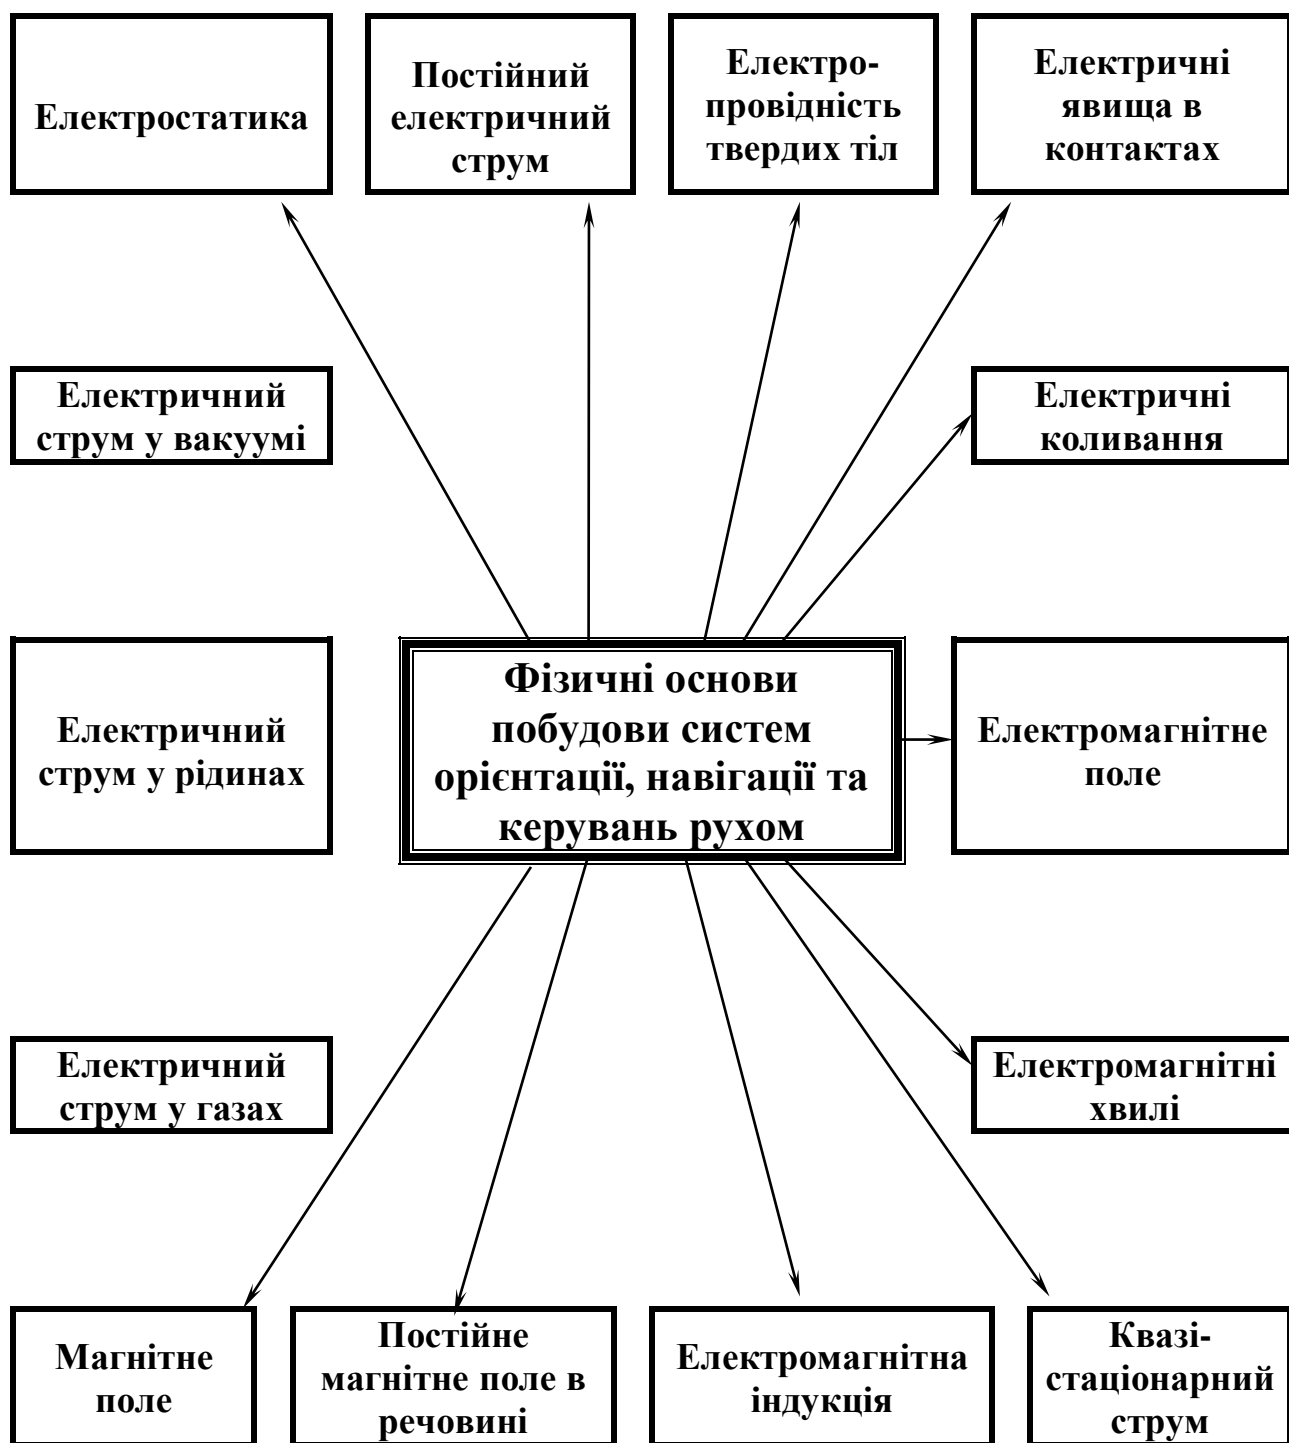 Електростатика
Постійний
електричний
струм
Електро-
провідність
твердих тіл
Електричні
явища в
контактах
Електричний
струм у вакуумі
Електричні
коливання
Електричний
струм у рідинах
Фізичні основи
побудови систем
орієнтації, навігації та
керувань рухом
Електромагнітне
поле
Електричний
струм у газах
Електромагнітні
хвилі
Магнітне
поле
Постійне
магнітне поле в
речовині
Електромагнітна
індукція
Квазі-
стаціонарний
струм